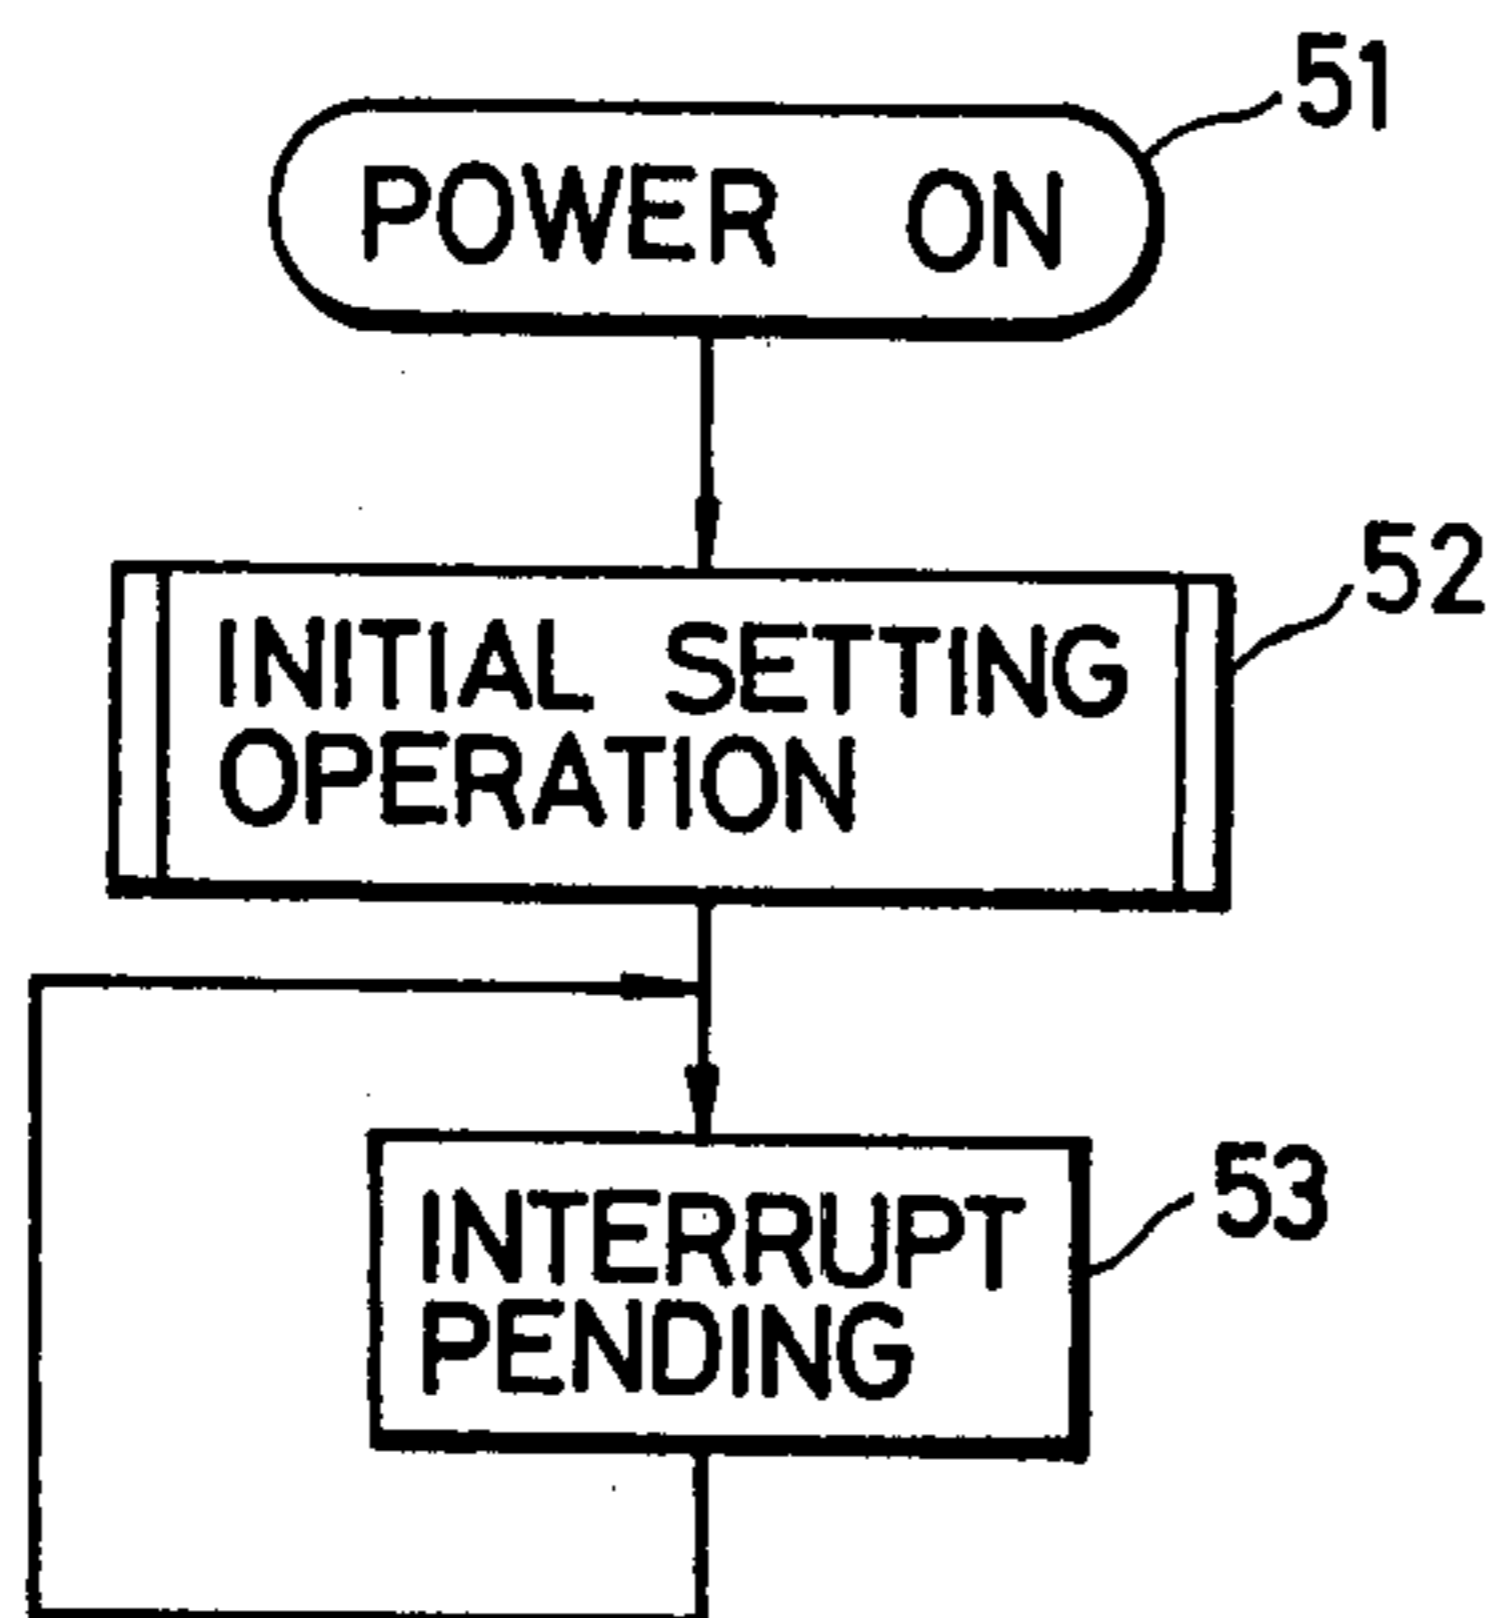 51
POWER ON
52
INITIAL SETTING
OPERATION
53
INTERRUPT
PENDING